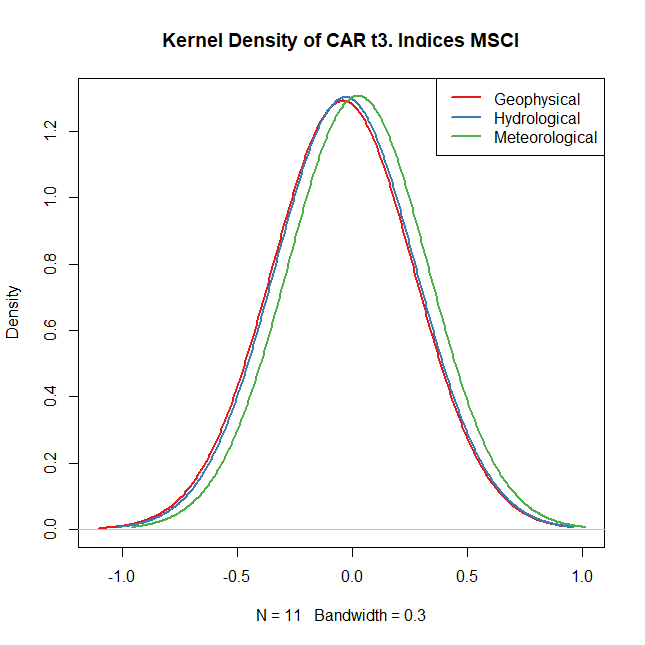 Kernel Density of CAR t3. Indices MSCI
Geophysical
Hydrological
Meteorological
Density
1.2
1.0
0.8
0.6
0.4
0.2
0.0
-1.0 -0.5 0.0 0.5 1.0
N = 11 Bandwidth = 0.3